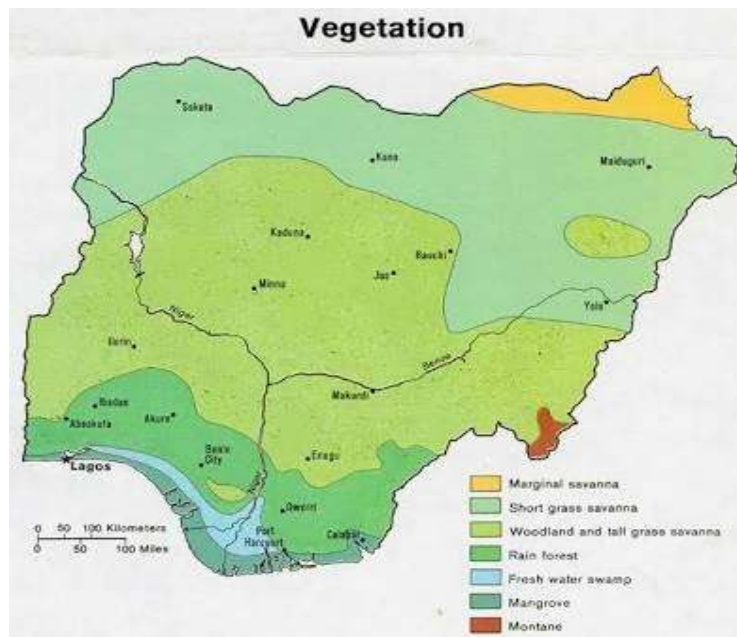 Vegetation
Sokoto
Kano
Maiduguri
Kaduna
Bauchi
Jos
Minna
Yola
Niger
Ilorin
Benue
Makurdi
Ibadan
Abeokuta
Akure
Benin
City
Enugu
Lagos
Niger
Owerri
Port
Harcourt
Calabar
0 50 100 Kilometers
0 50 100 Miles
Marginal savanna
Short grass savanna
Woodland and tall grass savanna
Rain forest
Fresh water swamp
Mangrove
Montane